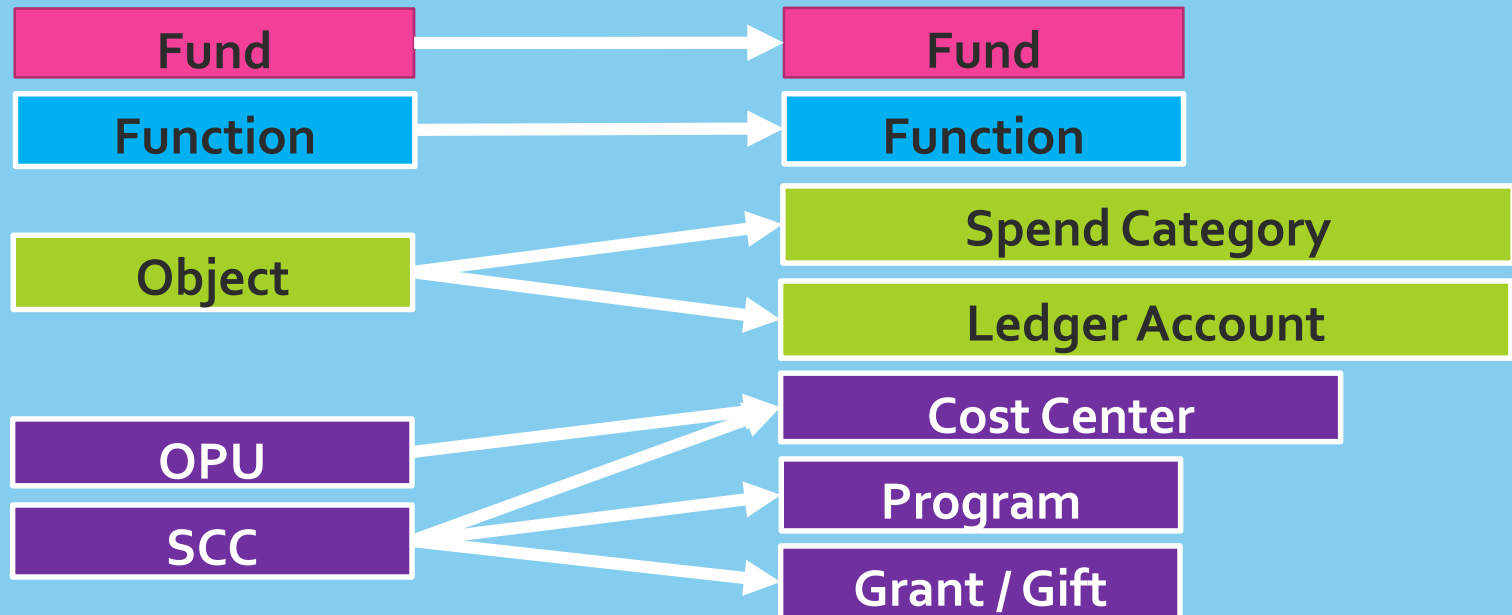 Fund
Fund
Function
Function
Object
Spend Category
Ledger Account
OPU
Cost Center
SCC
Program
Grant / Gift